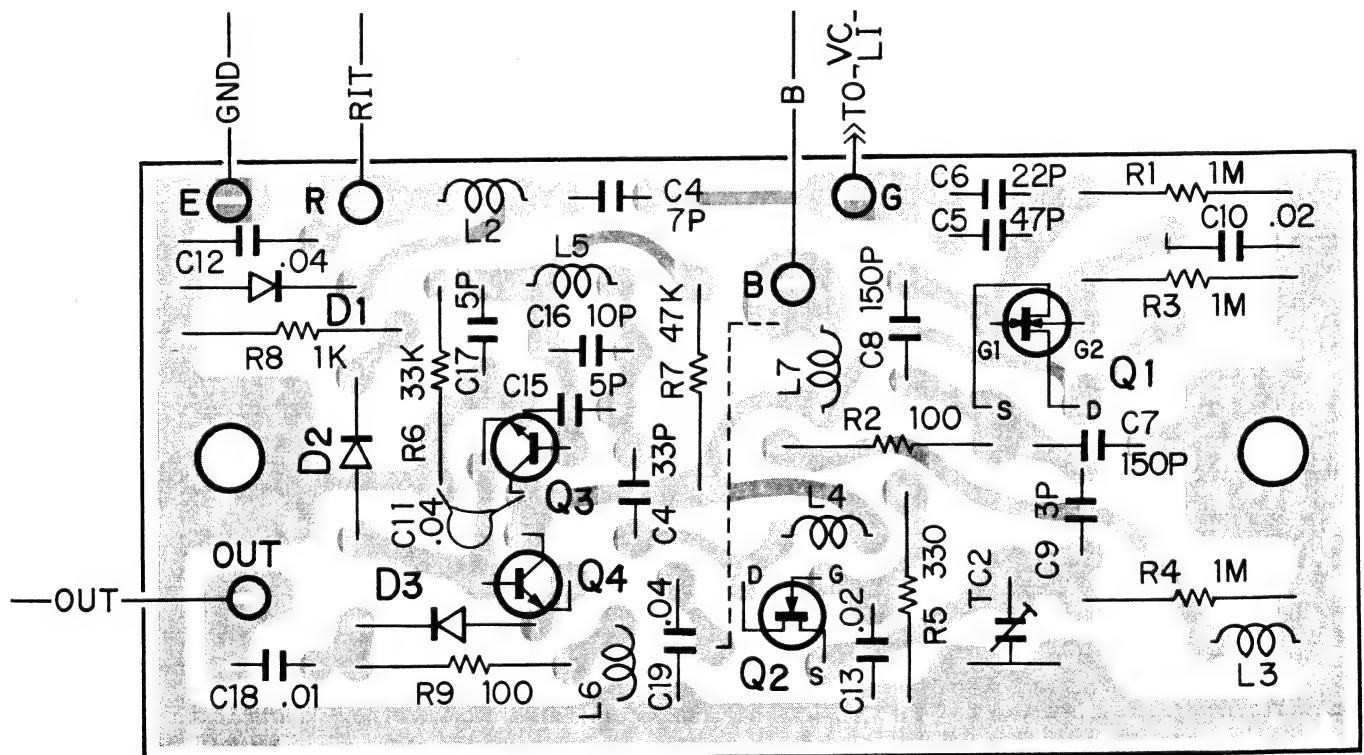 GND
RIT
B
TO
VC
L1
E
R
L2
C4
7P
G
C6
22P
C5
47P
R1
1M
C10
.02
C12
.04
D1
R8
1K
L5
5P
C17
C16
10P
C15
5P
33K
R6
R7
47K
B
L7
C8
150P
R3
1M
G1
G2
Q1
S
D
R2
100
C7
150P
D2
Q3
C11
.04
C4
33P
L4
C9
3P
OUT
OUT
D3
Q4
C19
.04
D
G
Q2
S
C13
.02
R5
330
TC2
R4
1M
C18
.01
R9
100
L6
L3